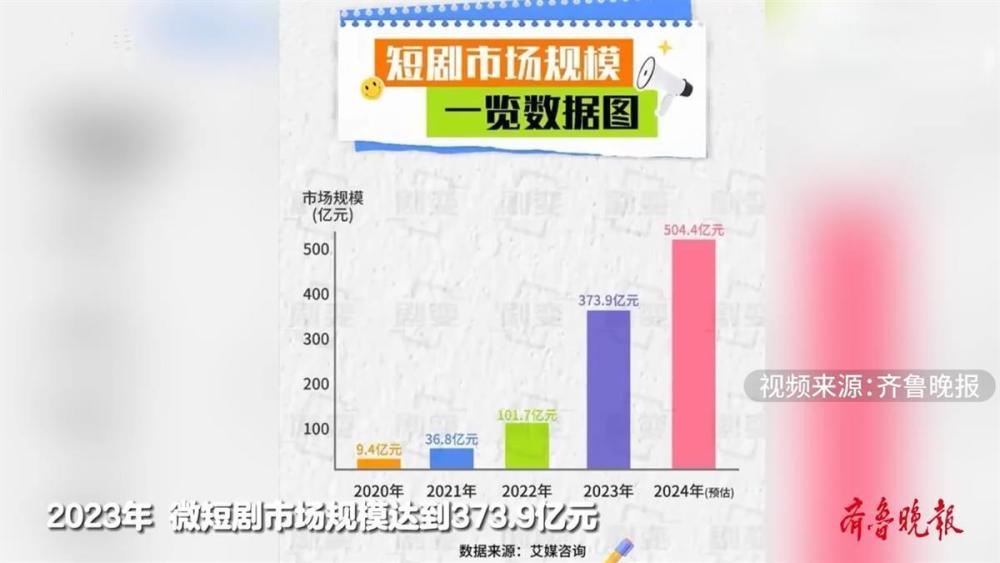 短剧市场规模
一览数据图
市场规模
(亿元)
500
400
300
200
100
9.4亿元
36.8亿元
101.7亿元
373.9亿元
504.4亿元
2020年
2021年
2022年
2023年
2024年(预估)
视频来源：齐鲁晚报
2023年 微短剧市场规模达到373.9亿元
齐鲁晚报
数据来源：艾媒咨询